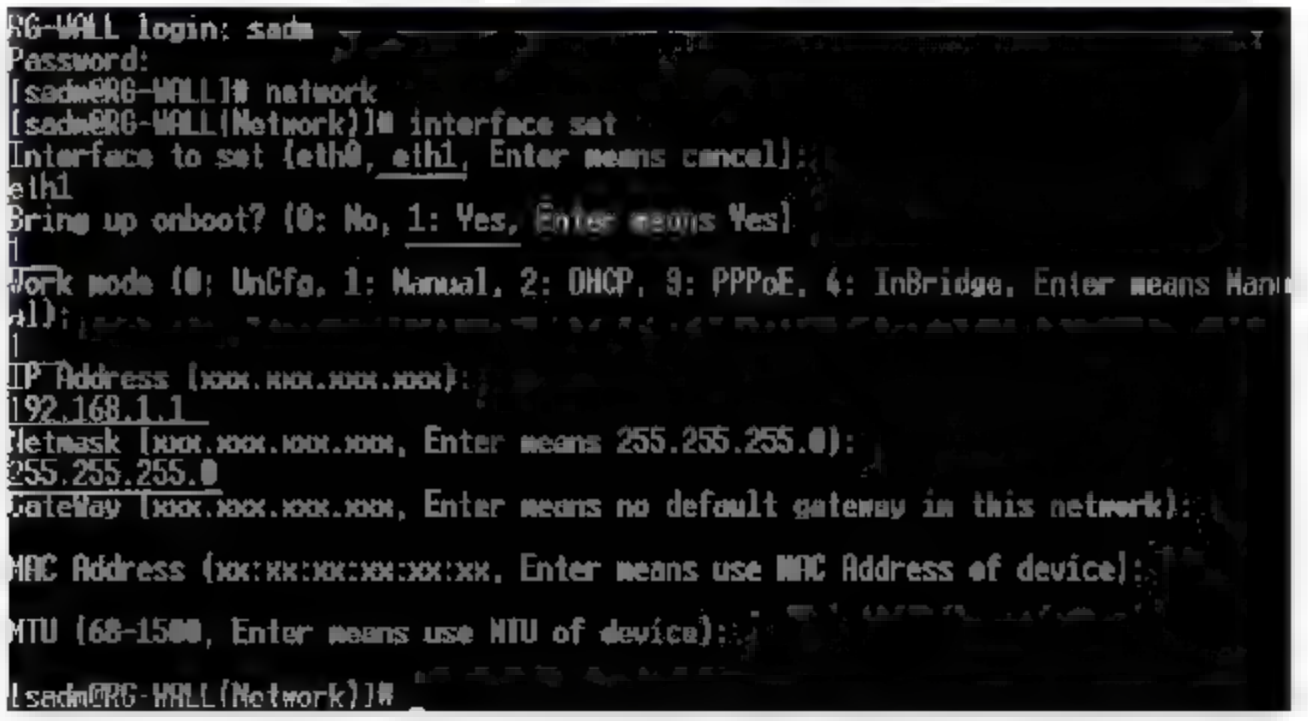 RG-WALL login: sadm
Password:
[sadm@RG-WALL]# network
[sadm@RG-WALL(Network)]# interface set
Interface to set (eth0, eth1, Enter means cancel):
eth1
Bring up onboot? (0: No, 1: Yes, Enter means Yes)
1
Work mode (0: UnCfg, 1: Manual, 2: DHCP, 3: PPPoE, 4: InBridge, Enter means Manu
al):
1
IP Address (xxx.xxx.xxx.xxx):
192.168.1.1
Netmask (xxx.xxx.xxx.xxx, Enter means 255.255.255.0):
255.255.255.0
GateWay (xxx.xxx.xxx.xxx, Enter means no default gateway in this network):
MAC Address (xx:xx:xx:xx:xx:xx, Enter means use MAC Address of device):
MTU (68-1500, Enter means use MTU of device):
[sadm@RG-WALL(Network)]#